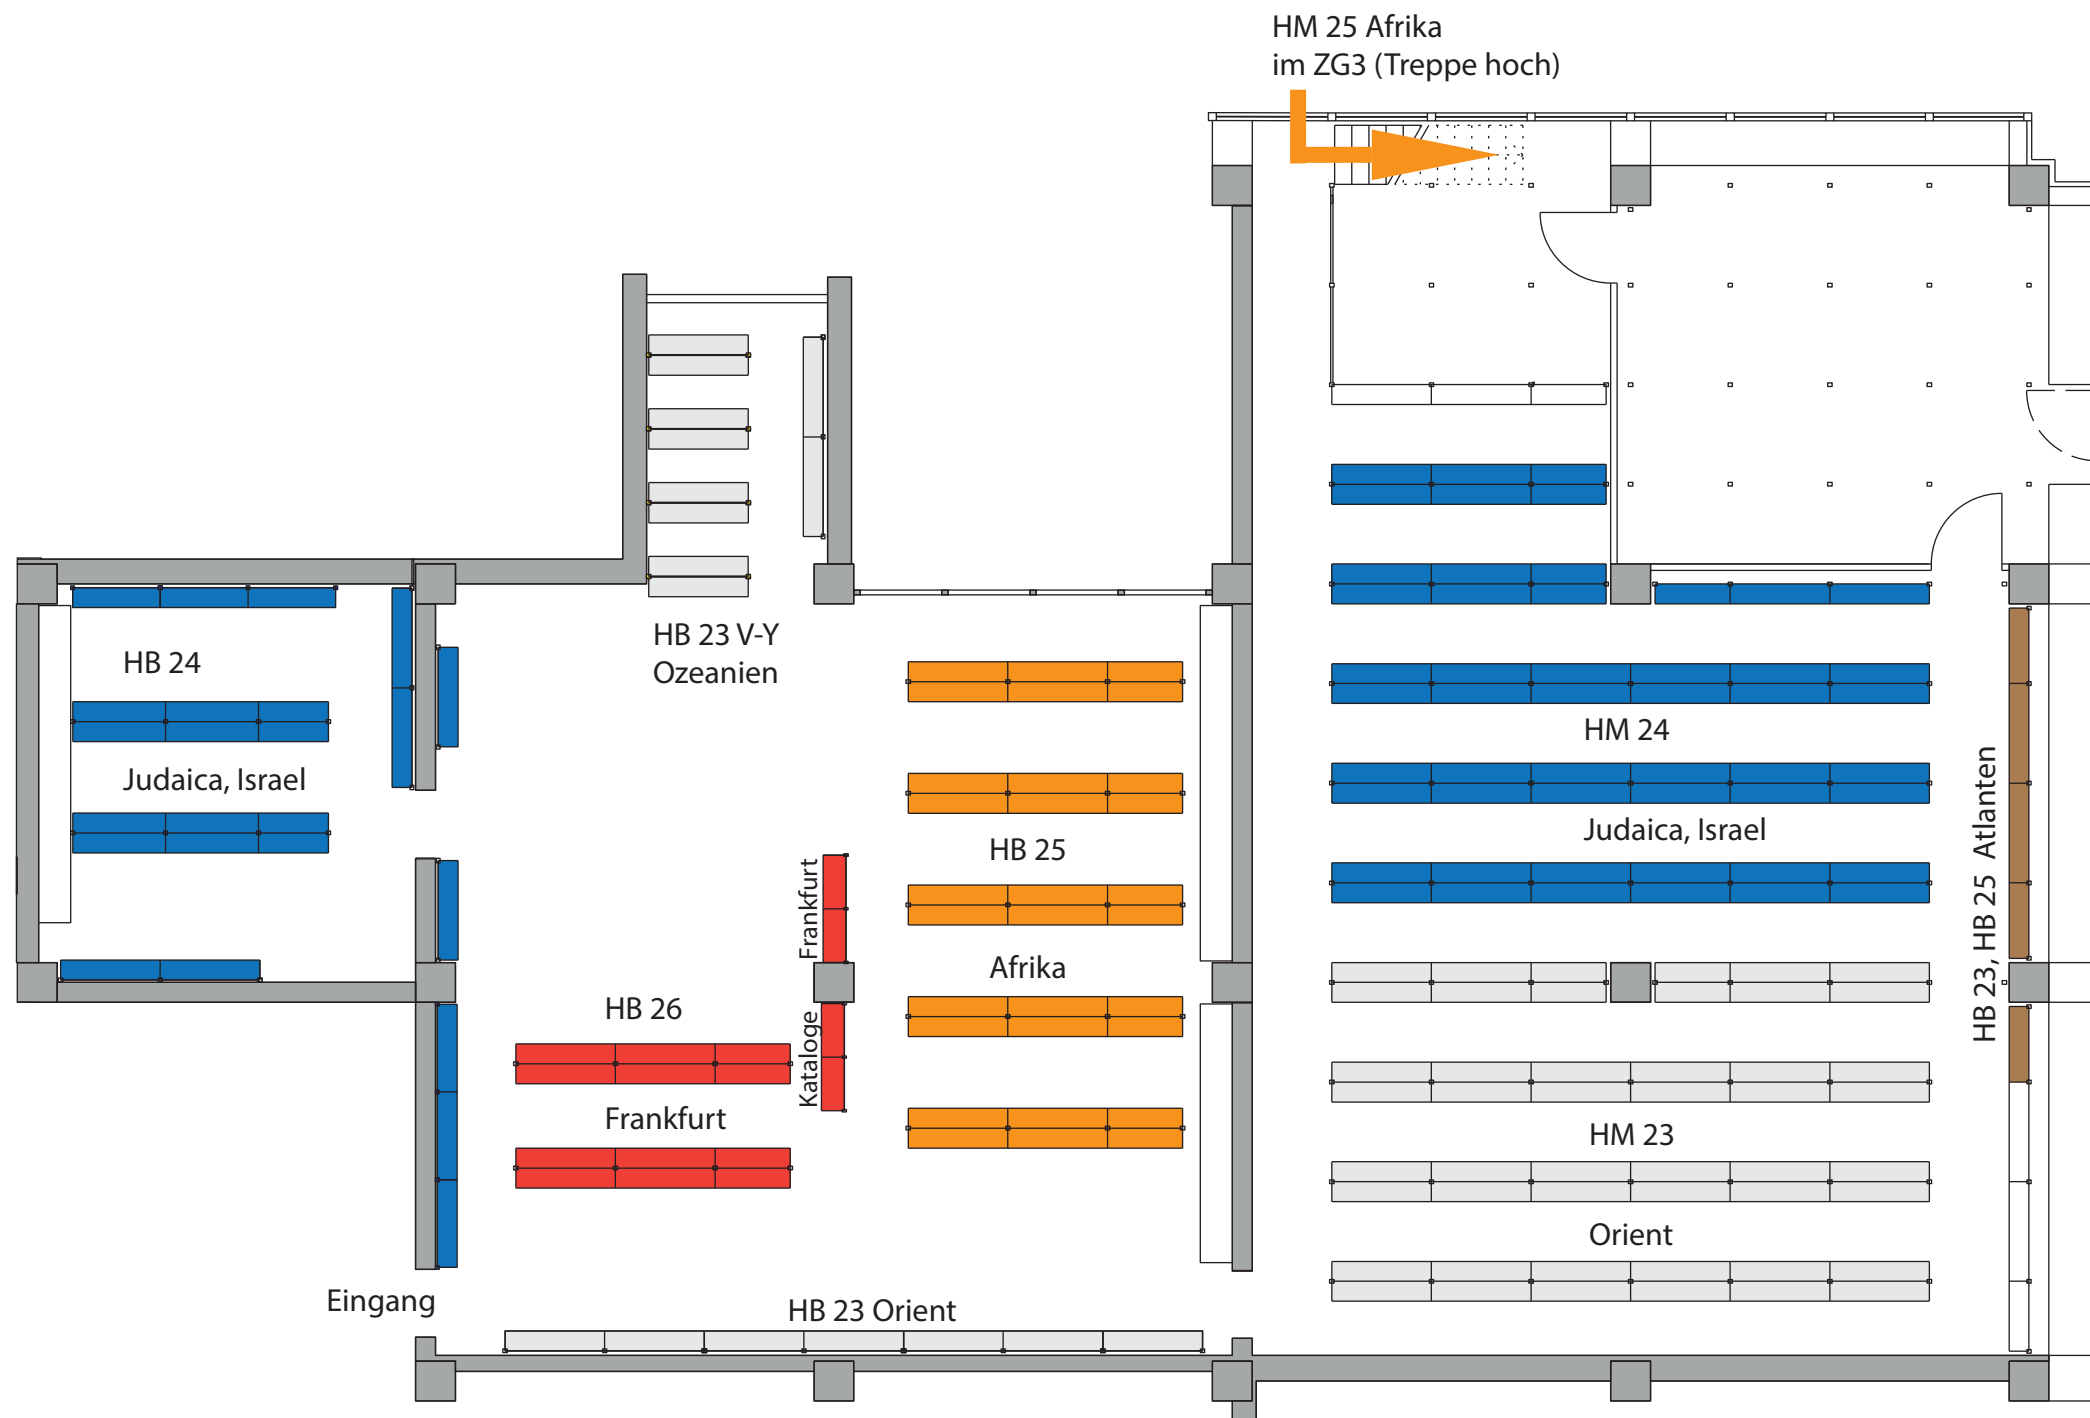 HM 25 Afrika
im ZG3 (Treppe hoch)
HB 23 V-Y
Ozeanien
HB 24
Judaica, Israel
HB 25
Afrika
Frankfurt
Kataloge
HB 26
Frankfurt
HM 24
Judaica, Israel
HB 23, HB 25 Atlanten
HM 23
Orient
Eingang
HB 23 Orient